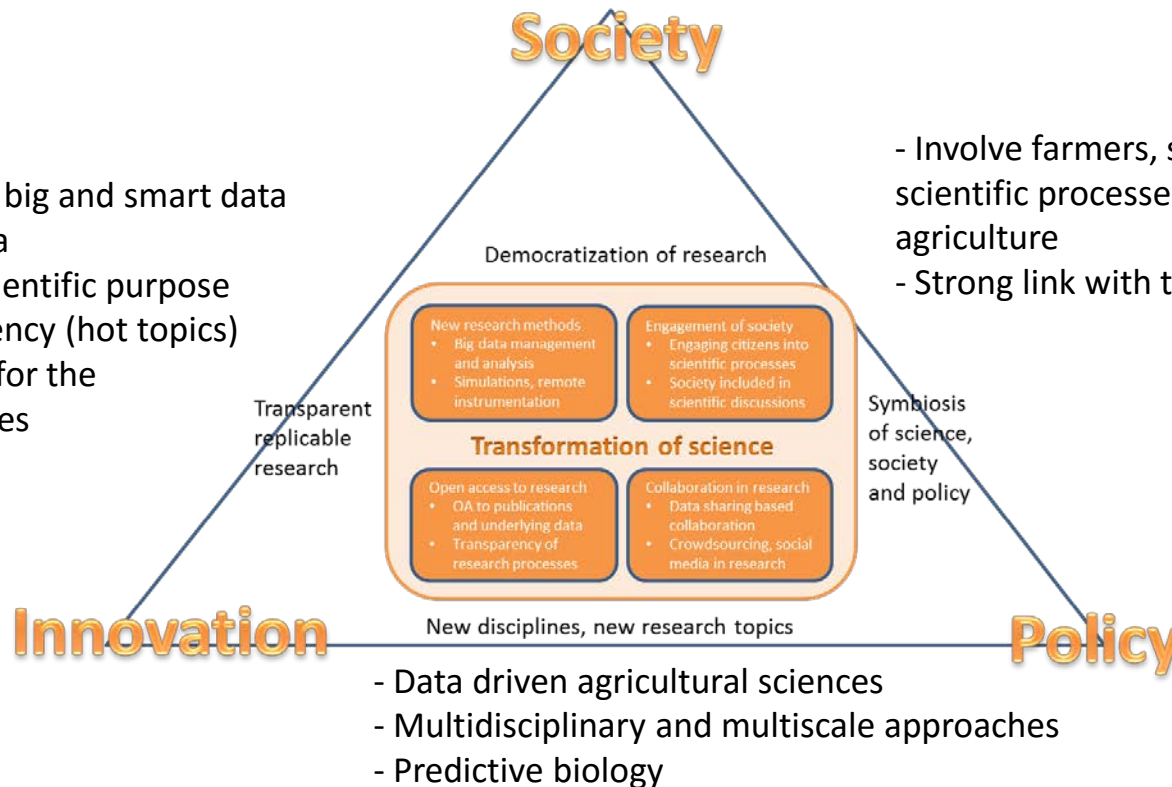 Society
big and smart data
a
entific purpose
ency (hot topics)
for the
es
- Involve farmers, s
scientific processe
agriculture
- Strong link with t
Democratization of research
New research methods
• Big data management
and analysis
• Simulations, remote
instrumentation
Engagement of society
• Engaging citizens into
scientific processes
• Society included in
scientific discussions
Transparent
replicable
research
Transformation of science
Symbiosis
of science,
society
and policy
Open access to research
• OA to publications
and underlying data
• Transparency of
research processes
Collaboration in research
• Data sharing based
collaboration
• Crowdsourcing, social
media in research
Innovation
New disciplines, new research topics
Policy
- Data driven agricultural sciences
- Multidisciplinary and multiscale approaches
- Predictive biology